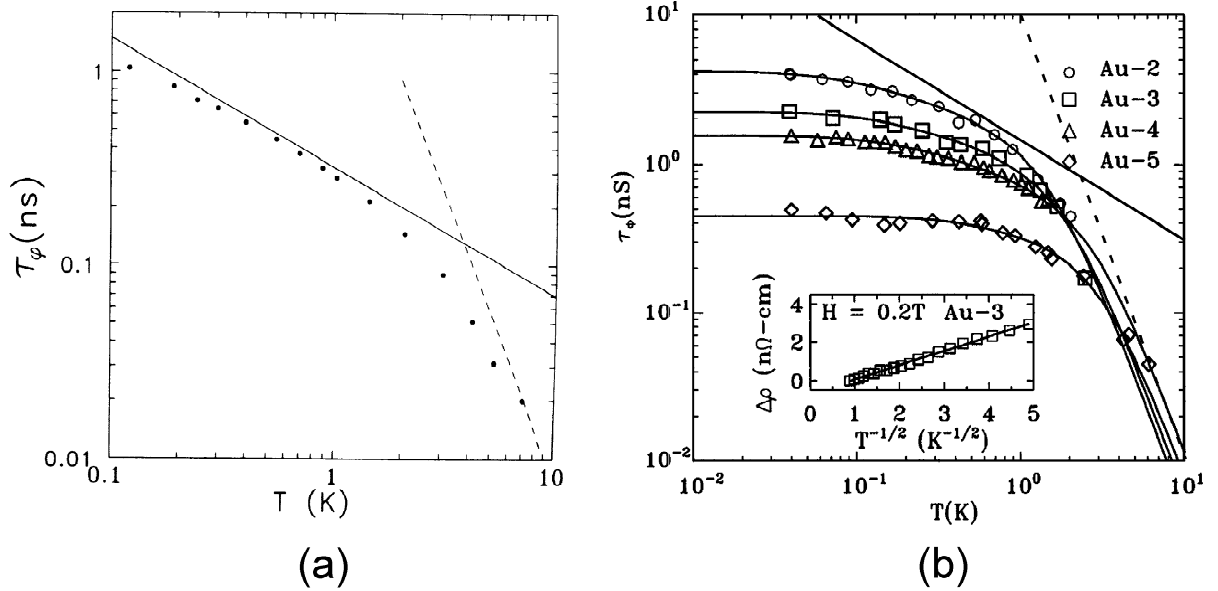 1
0.1
0.01
0.1
1
10
τφ(ns)
T (K)
(a)
10¹
10⁰
10⁻¹
10⁻²
10⁻²
10⁻¹
10⁰
10¹
τΦ(nS)
T(K)
Au-2
Au-3
Au-4
Au-5
H = 0.2T Au-3
4
2
0
0 1 2 3 4 5
Δρ (nΩ-cm)
T⁻¹/² (K⁻¹/²)
(b)